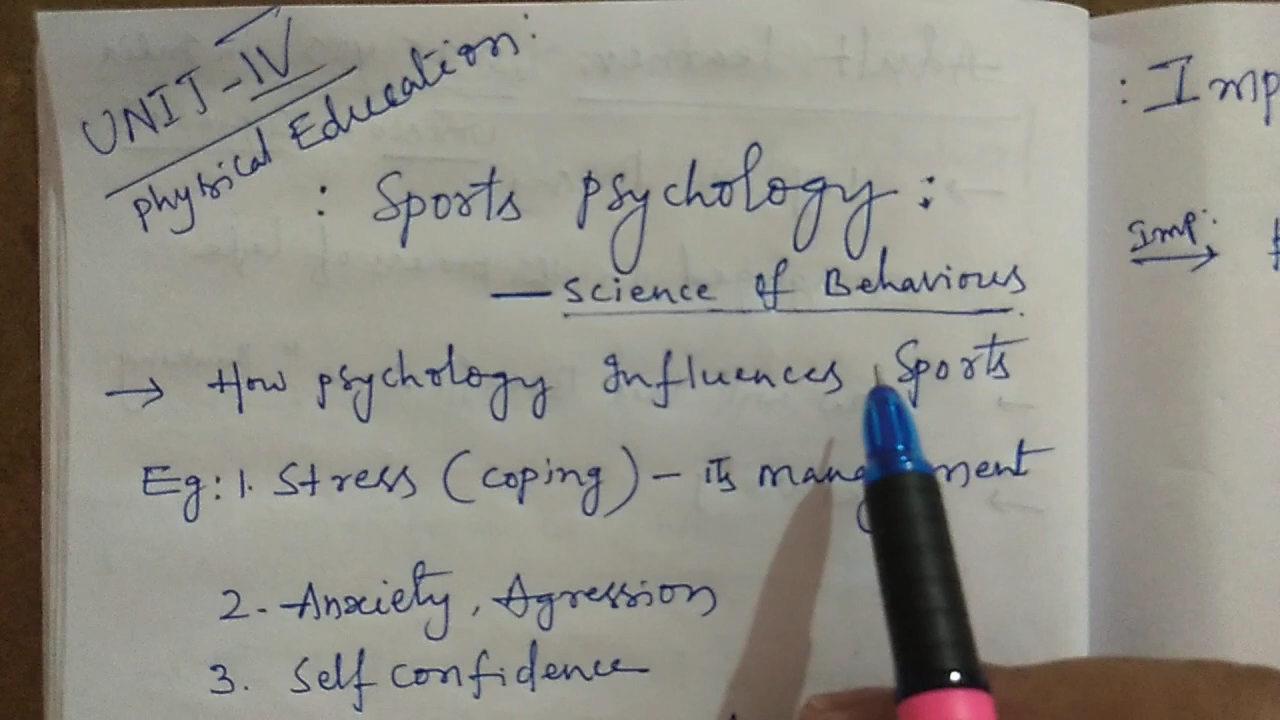 UNIT-IV
Physical Education:
: Sports Psychology :
— Science of Behaviours
→ How psychology Influences Sports
Eg: 1. Stress (coping) - its management
2. Anxiety, Agression
3. Self confidence
: Imp
Imp: